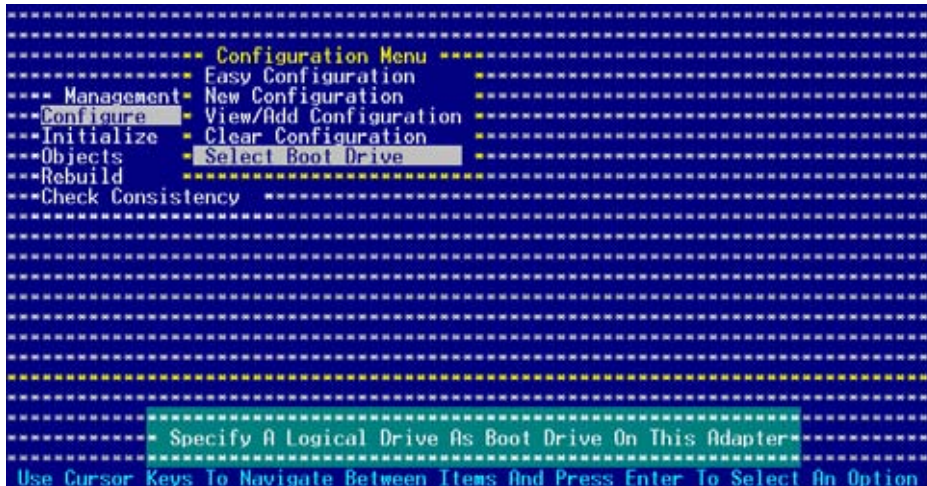 Configuration Menu
Easy Configuration
Management
New Configuration
Configure
View/Add Configuration
Initialize
Clear Configuration
Objects
Select Boot Drive
Rebuild
Check Consistency
Specify A Logical Drive As Boot Drive On This Adapter
Use Cursor Keys To Navigate Between Items And Press Enter To Select An Option